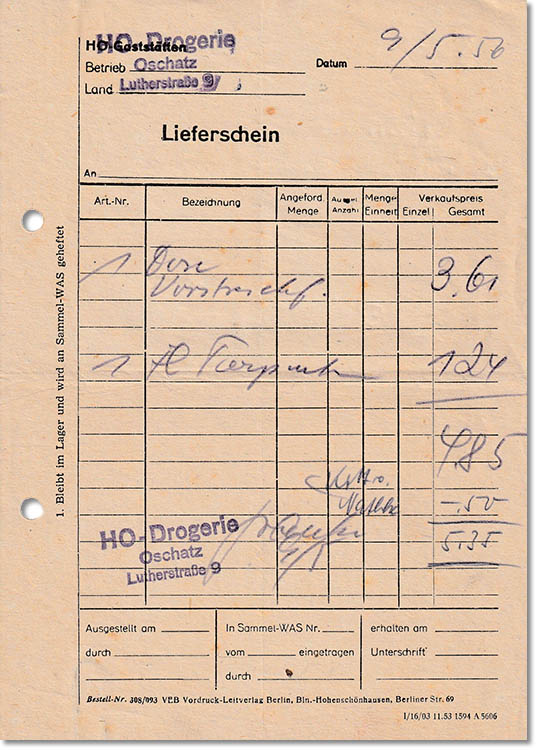 HO-Gaststätten
HO-Drogerie
Betrieb Oschatz
Land Lutherstraße 9
Datum 9/5.56
Lieferschein
An
Art.-Nr. Bezeichnung Angeford. Menge Ausgel. Anzahl Menge Einheit Verkaufspreis Einzel Gesamt
1 Dose 3,61
1 Fl Terpentin 1 24
4 85
-.50
5.35
HO-Drogerie
Oschatz
Lutherstraße 9
1. Bleibt im Lager und wird an Sammel-WAS geheftet
Ausgestellt am In Sammel-WAS Nr. erhalten am
durch vom eingetragen Unterschrift
durch
Bestell-Nr. 308/093 VEB Vordruck-Leitverlag Berlin, Bln.-Hohenschönhausen, Berliner Str. 69
I/16/03 11.53 1594 A 5606